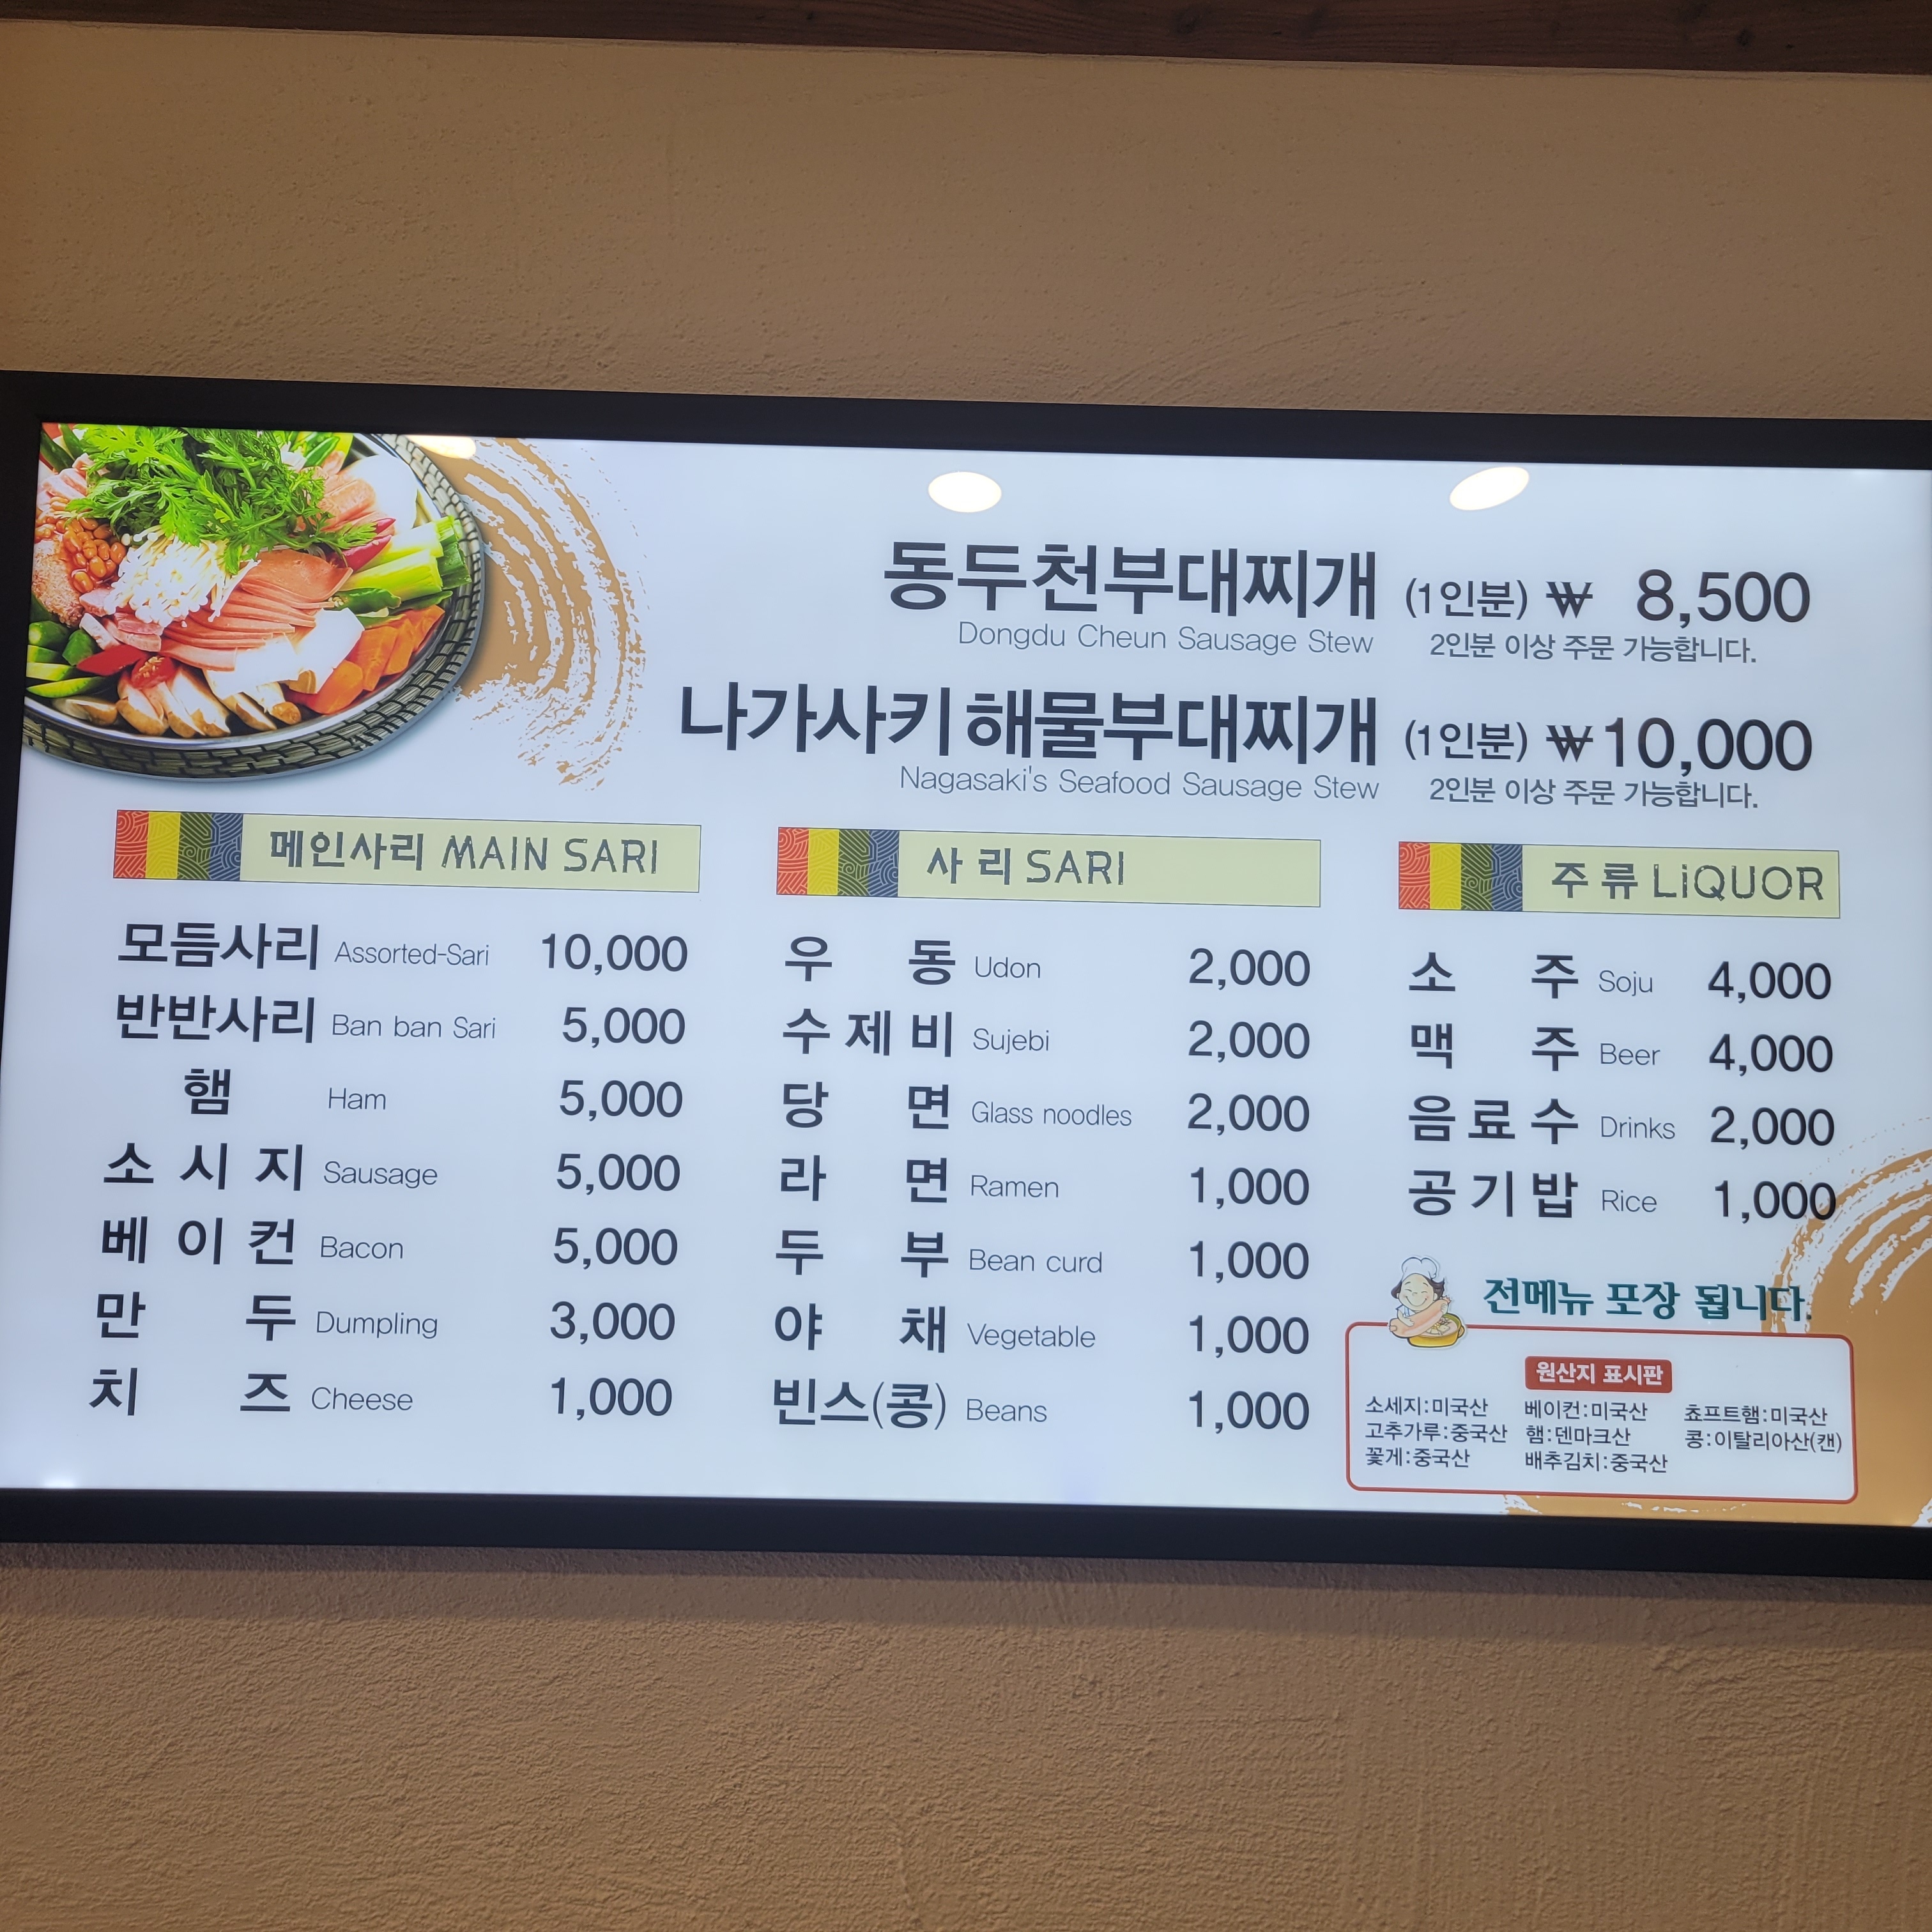 동두천부대찌개 (1인분) ₩ 8,500
Dongdu Cheun Sausage Stew 2인분 이상 주문 가능합니다.
나가사키해물부대찌개 (1인분) ₩10,000
Nagasaki's Seafood Sausage Stew 2인분 이상 주문 가능합니다.
메인사리 MAIN SARI
모듬사리 Assorted-Sari 10,000
반반사리 Ban ban Sari 5,000
햄 Ham 5,000
소시지 Sausage 5,000
베이컨 Bacon 5,000
만두 Dumpling 3,000
치즈 Cheese 1,000
사리 SARI
우동 Udon 2,000
수제비 Sujebi 2,000
당면 Glass noodles 2,000
라면 Ramen 1,000
두부 Bean curd 1,000
야채 Vegetable 1,000
빈스(콩) Beans 1,000
주류 LiQUOR
소주 Soju 4,000
맥주 Beer 4,000
음료수 Drinks 2,000
공기밥 Rice 1,000
전메뉴 포장 됩니다.
원산지 표시판
소세지:미국산 베이컨:미국산 쵸프트햄:미국산
고추가루:중국산 햄:덴마크산 콩:이탈리아산(캔)
꽃게:중국산 배추김치:중국산